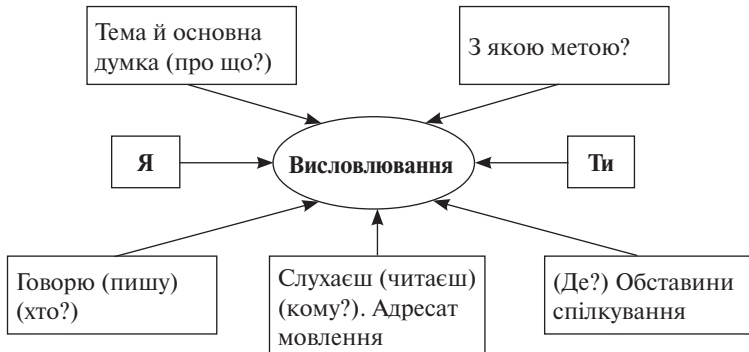 Тема й основна
думка (про що?)
З якою метою?
Я
Висловлювання
Ти
Говорю (пишу)
(хто?)
Слухаєш (читаєш)
(кому?). Адресат
мовлення
(Де?) Обставини
спілкування